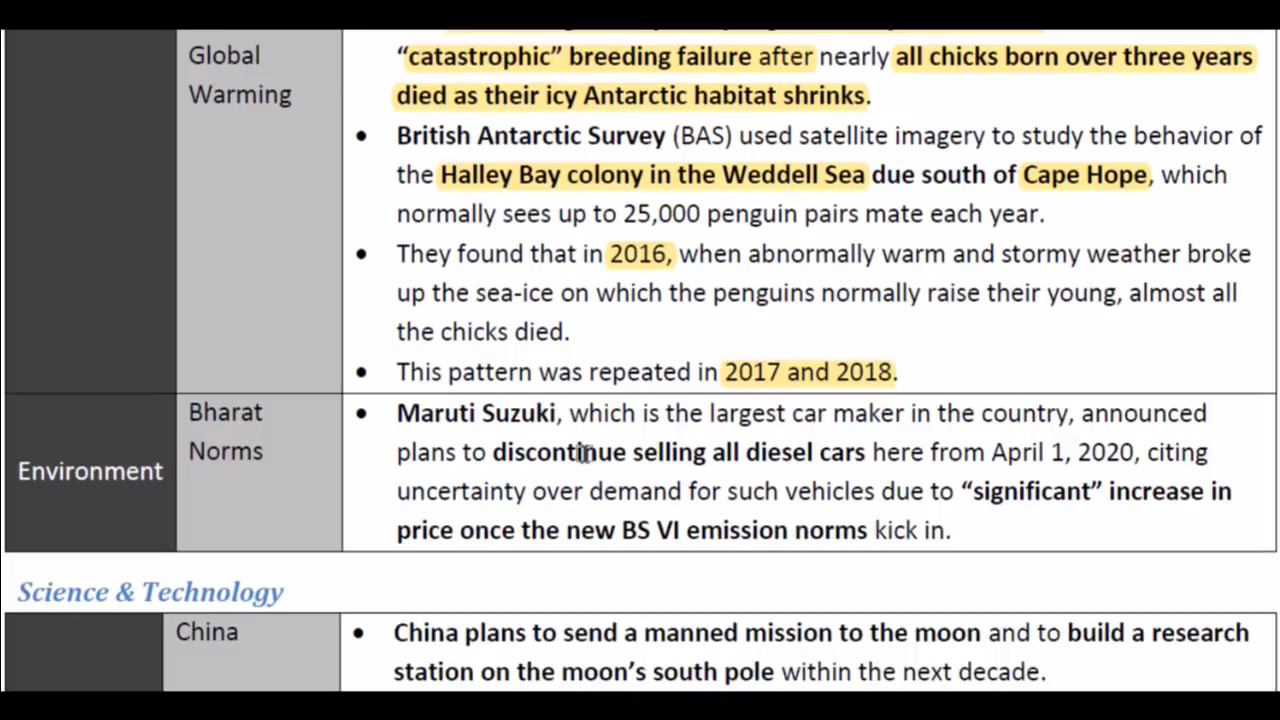 Global
Warming
“catastrophic” breeding failure after nearly all chicks born over three years
died as their icy Antarctic habitat shrinks.
• British Antarctic Survey (BAS) used satellite imagery to study the behavior of
the Halley Bay colony in the Weddell Sea due south of Cape Hope, which
normally sees up to 25,000 penguin pairs mate each year.
• They found that in 2016, when abnormally warm and stormy weather broke
up the sea-ice on which the penguins normally raise their young, almost all
the chicks died.
• This pattern was repeated in 2017 and 2018.
Environment
Bharat
Norms
• Maruti Suzuki, which is the largest car maker in the country, announced
plans to discontinue selling all diesel cars here from April 1, 2020, citing
uncertainty over demand for such vehicles due to “significant” increase in
price once the new BS VI emission norms kick in.
Science & Technology
China
• China plans to send a manned mission to the moon and to build a research
station on the moon’s south pole within the next decade.